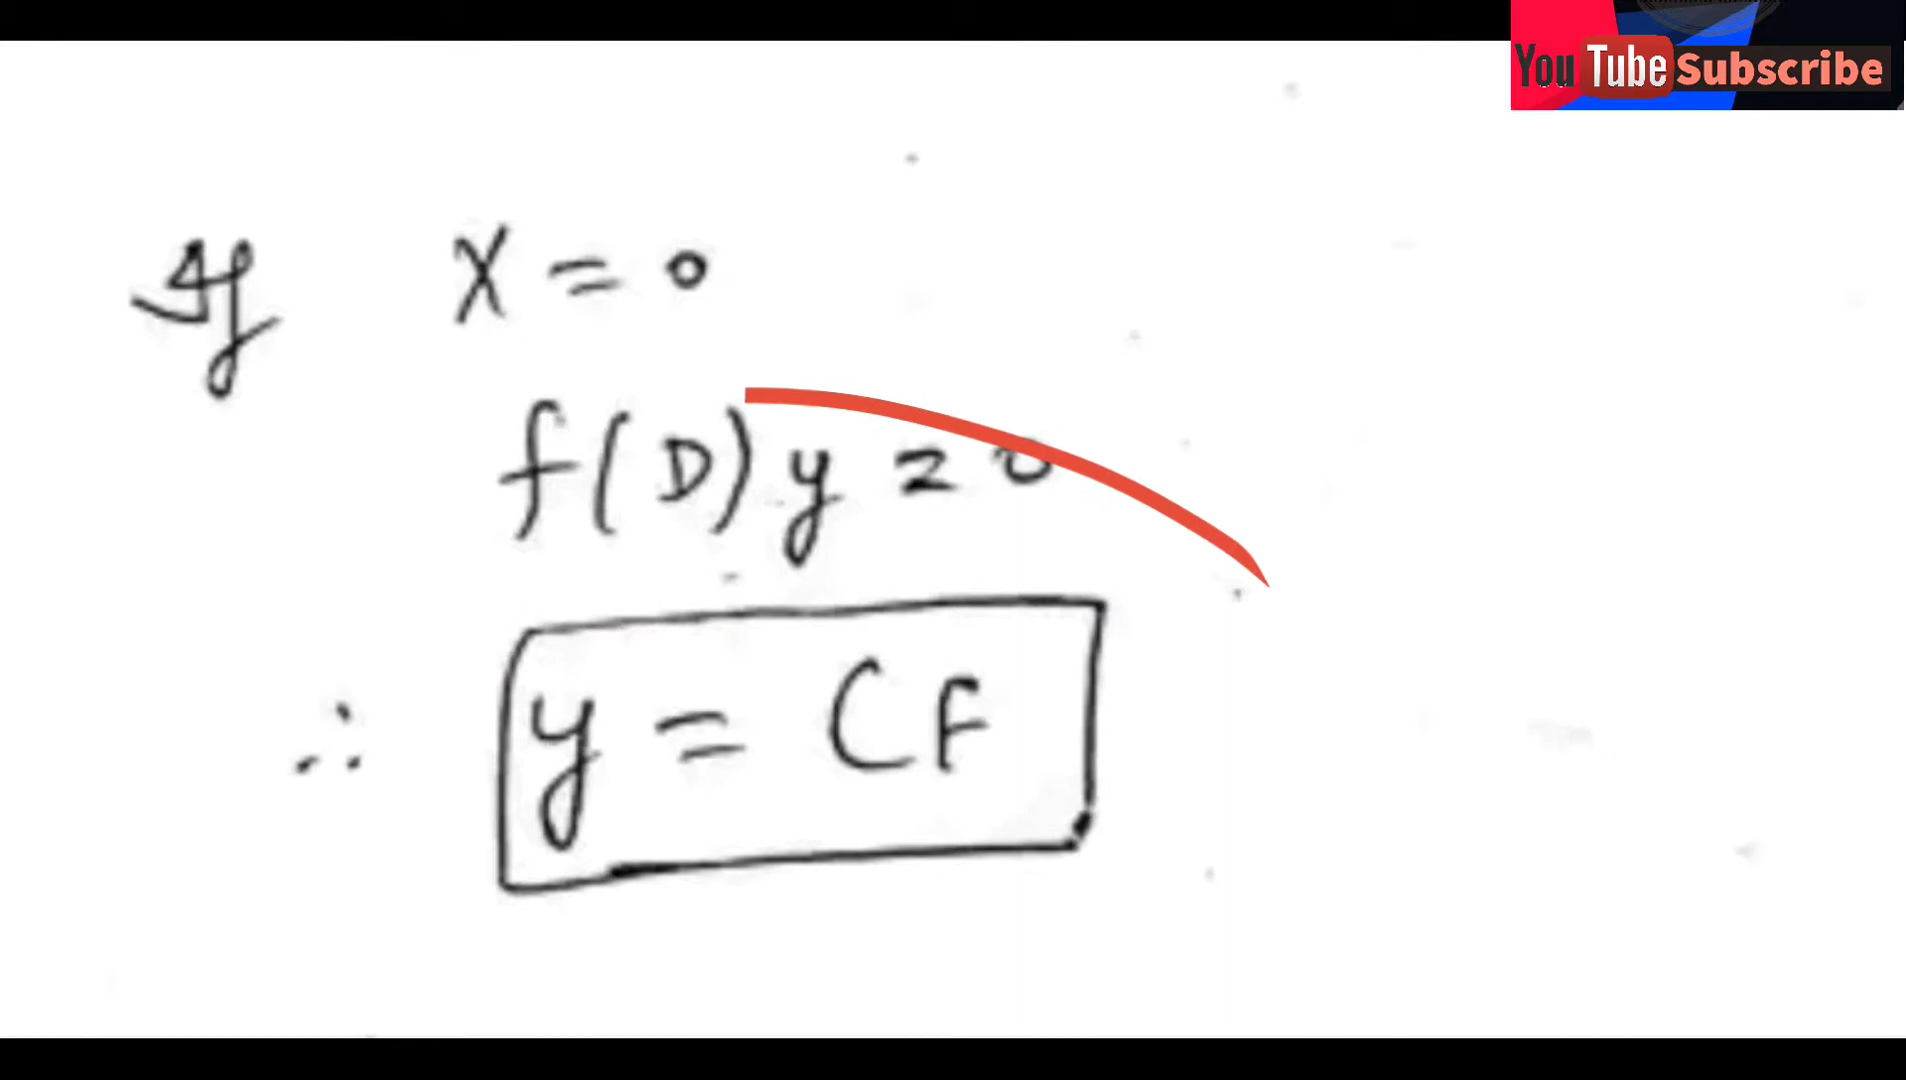 YouTube Subscribe
If X = 0
f(D) y = 0
∴ y = CF